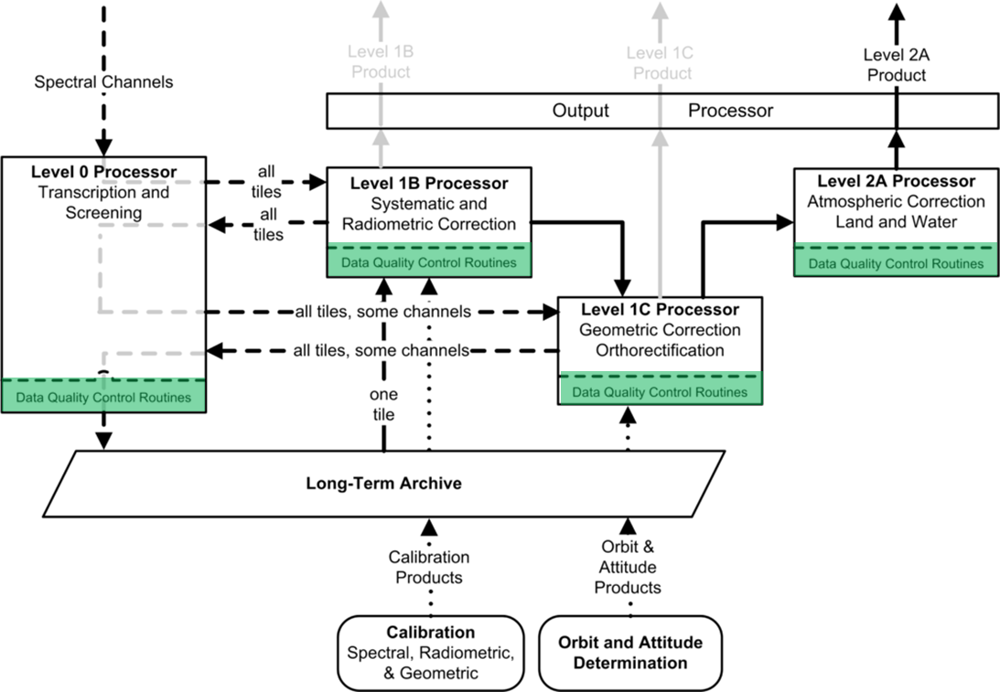 Level 1B
Product
Level 1C
Product
Level 2A
Product
Spectral Channels
Output Processor
Level 0 Processor
Transcription and
Screening
all
tiles
all
tiles
Level 1B Processor
Systematic and
Radiometric Correction
Data Quality Control Routines
Level 2A Processor
Atmospheric Correction
Land and Water
Data Quality Control Routines
all tiles, some channels
all tiles, some channels
Level 1C Processor
Geometric Correction
Orthorectification
Data Quality Control Routines
Data Quality Control Routines
one
tile
Long-Term Archive
Calibration
Products
Orbit &
Attitude
Products
Calibration
Spectral, Radiometric,
& Geometric
Orbit and Attitude
Determination